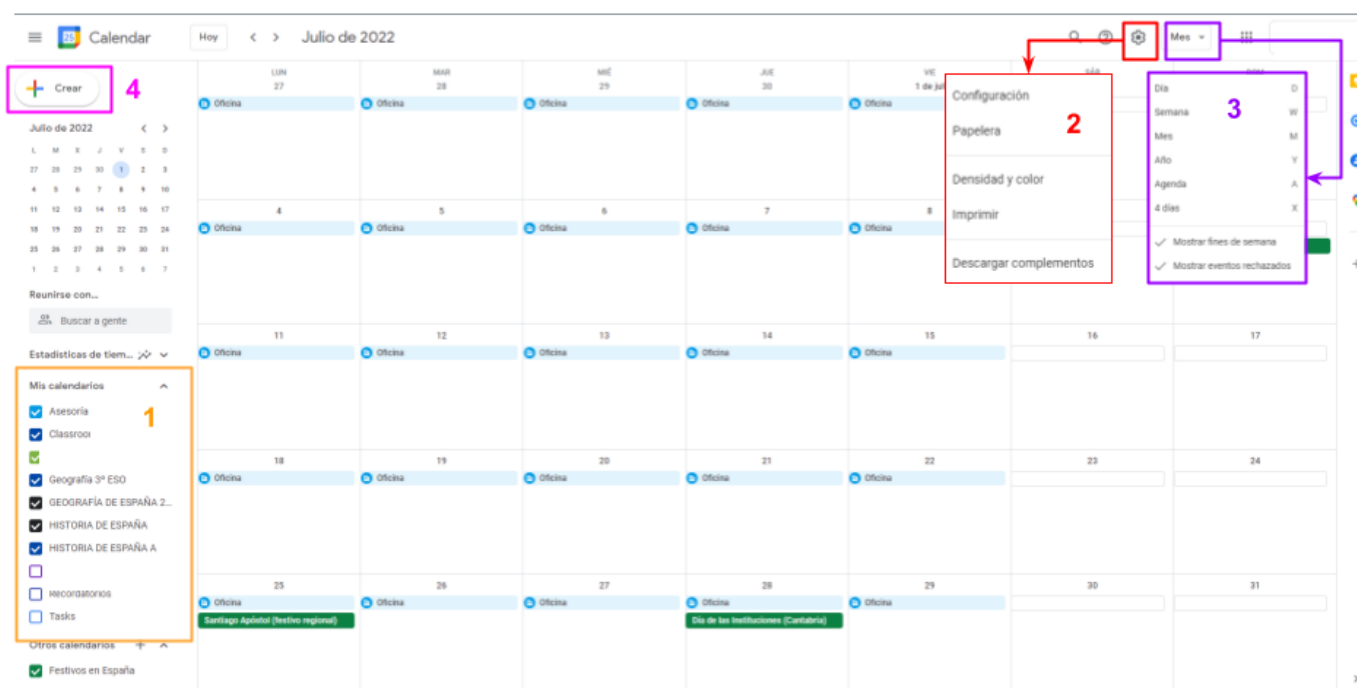 Calendar
Hoy
Julio de 2022
Mes
Crear
4
Julio de 2022
L M X J V S D
27 28 29 30 1 2 3
4 5 6 7 8 9 10
11 12 13 14 15 16 17
18 19 20 21 22 23 24
25 26 27 28 29 30 31
1 2 3 4 5 6 7
Reunirse con...
Buscar a gente
Estadísticas de tiem...
Mis calendarios
1
Asesoría
Classroor
Geografía 3º ESO
GEOGRAFÍA DE ESPAÑA 2...
HISTORIA DE ESPAÑA
HISTORIA DE ESPAÑA A
Recordatorios
Tasks
Otros calendarios
Festivos en España
LUN MAR MIÉ JUE VIE
27 28 29 30 1 de jul
Oficina Oficina Oficina Oficina Oficina
4 5 6 7 8
Oficina Oficina Oficina Oficina Oficina
11 12 13 14 15 16 17
Oficina Oficina Oficina Oficina Oficina
18 19 20 21 22 23 24
Oficina Oficina Oficina Oficina Oficina
25 26 27 28 29 30 31
Oficina Oficina Oficina Oficina Oficina
Santiago Apóstol (festivo regional) Día de las Instituciones (Cantabria)
2
Configuración
Papelera
Densidad y color
Imprimir
Descargar complementos
3
Día D
Semana W
Mes M
Año Y
Agenda A
4 días X
Mostrar fines de semana
Mostrar eventos rechazados